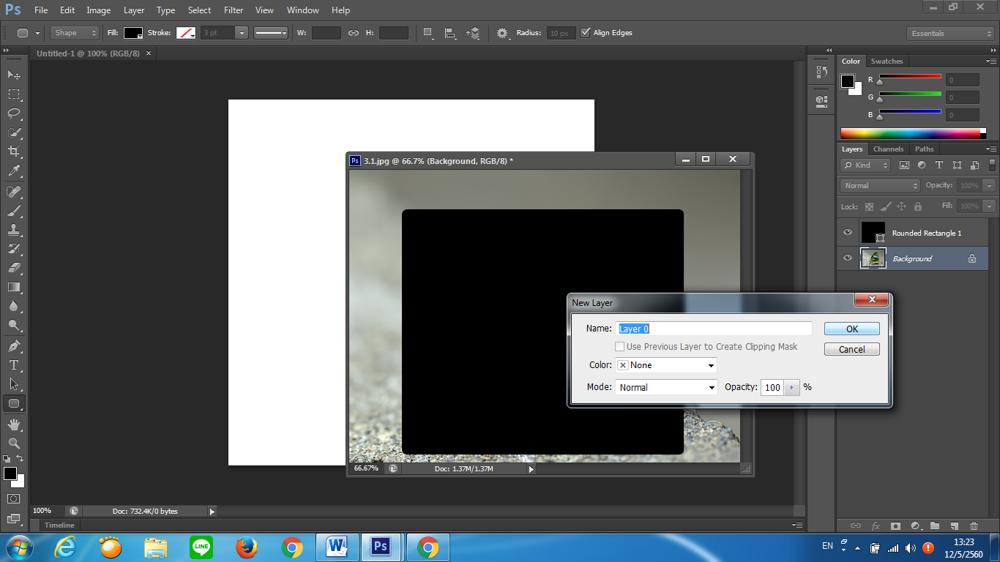 Ps File Edit Image Layer Type Select Filter View Window Help
Shape Fill: Stroke: 3 pt W: H: Radius: 10 px Align Edges Essentials
Untitled-1 @ 100% (RGB/8) ×
Color Swatches
R 0
G 0
B 0
Layers Channels Paths
Kind
Normal Opacity: 100%
Lock: Fill: 100%
Rounded Rectangle 1
Background
Ps 3.1.jpg @ 66.7% (Background, RGB/8) *
New Layer
Name: Layer 0 OK
Use Previous Layer to Create Clipping Mask Cancel
Color: None
Mode: Normal Opacity: 100 %
66.67% Doc: 1.37M/1.37M
100% Doc: 732.4K/0 bytes
Timeline
T
fx
LINE W Ps EN 13:23
12/5/2560